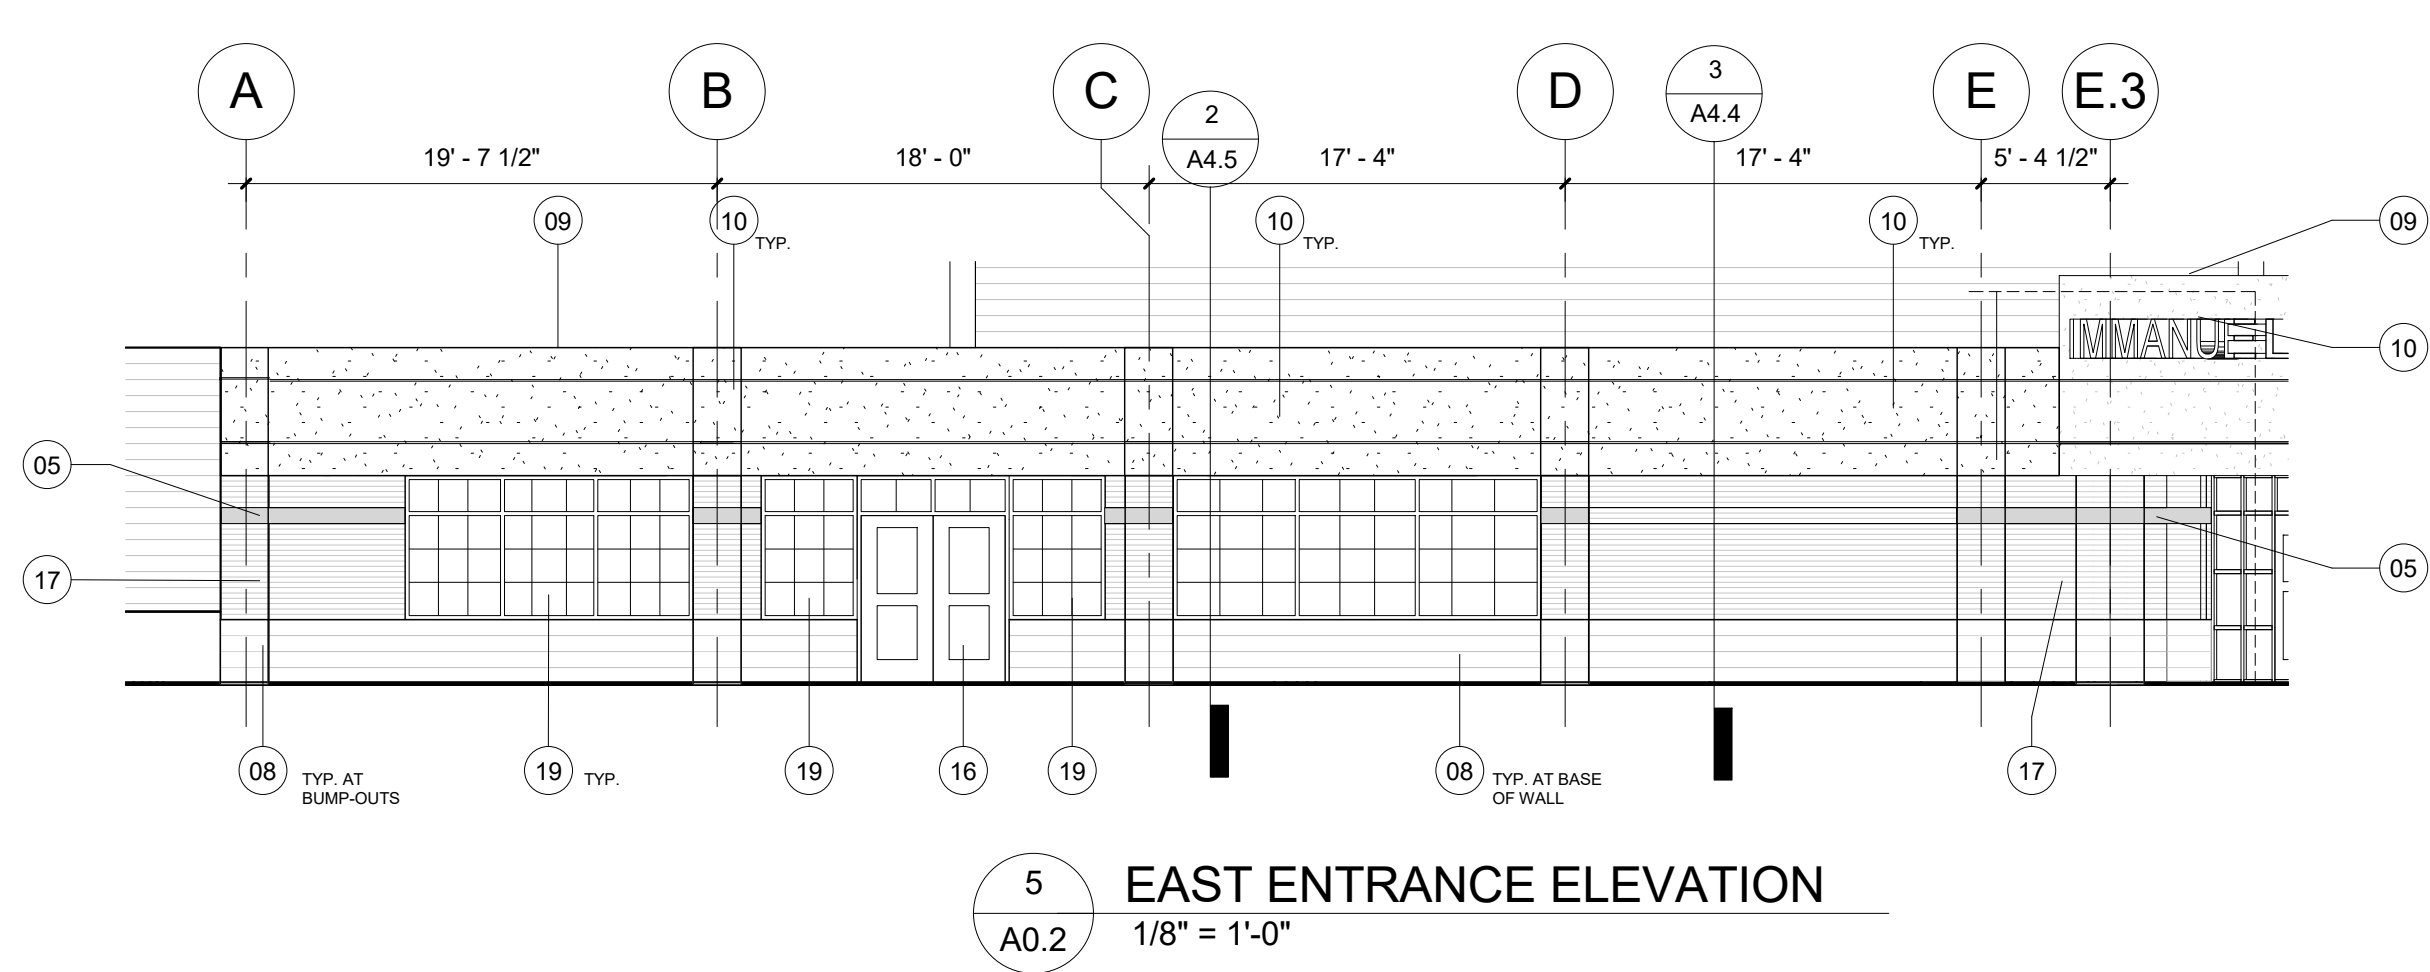 A
B
C
D
E
E.3
3
A4.4
2
A4.5
19' - 7 1/2"
18' - 0"
17' - 4"
17' - 4"
5' - 4 1/2"
09
10
TYP.
10
TYP.
10
TYP.
09
IMMANUEL
10
05
17
05
08
TYP. AT
BUMP-OUTS
19
TYP.
19
16
19
08
TYP. AT BASE
OF WALL
17
5
A0.2
EAST ENTRANCE ELEVATION
1/8" = 1'-0"